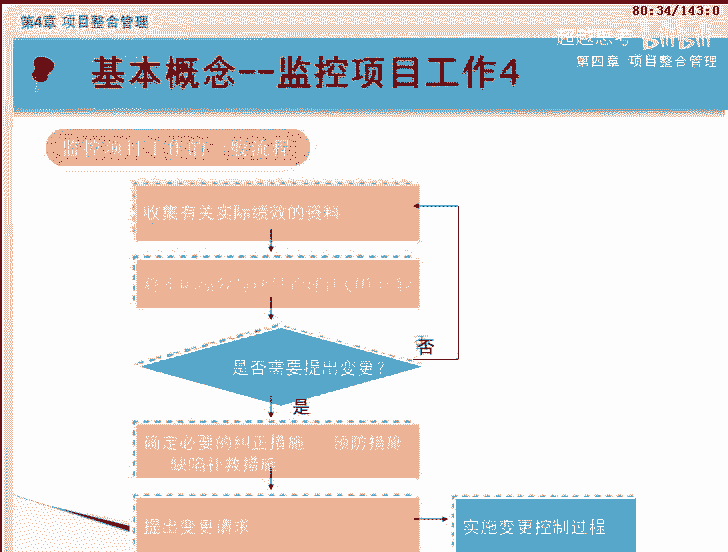 第4章 项目整合管理
80:34/143:0
超越思考 bilibili
第四章 项目整合管理
基本概念--监控项目工作4
监控项目工作的一般流程
收集有关实际绩效的资料
是否需要提出变更?
否
是
确定必要的纠正措施 预防措施
缺陷补救措施
提出变更请求
实施变更控制过程